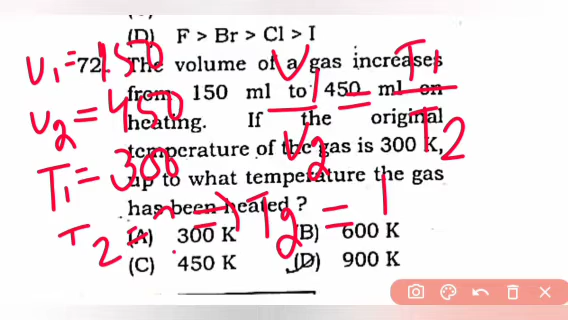 (D) F > Br > Cl > I
72. The volume of a gas increases
from 150 ml to 450 ml on
heating. If the original
temperature of the gas is 300 K,
up to what temperature the gas
has been heated ?
(A) 300 K (B) 600 K
(C) 450 K (D) 900 K
V1 = 150
V2 = 450
T1 = 300
T2 = ? => T2 = 1
V1 T1
V2 T2